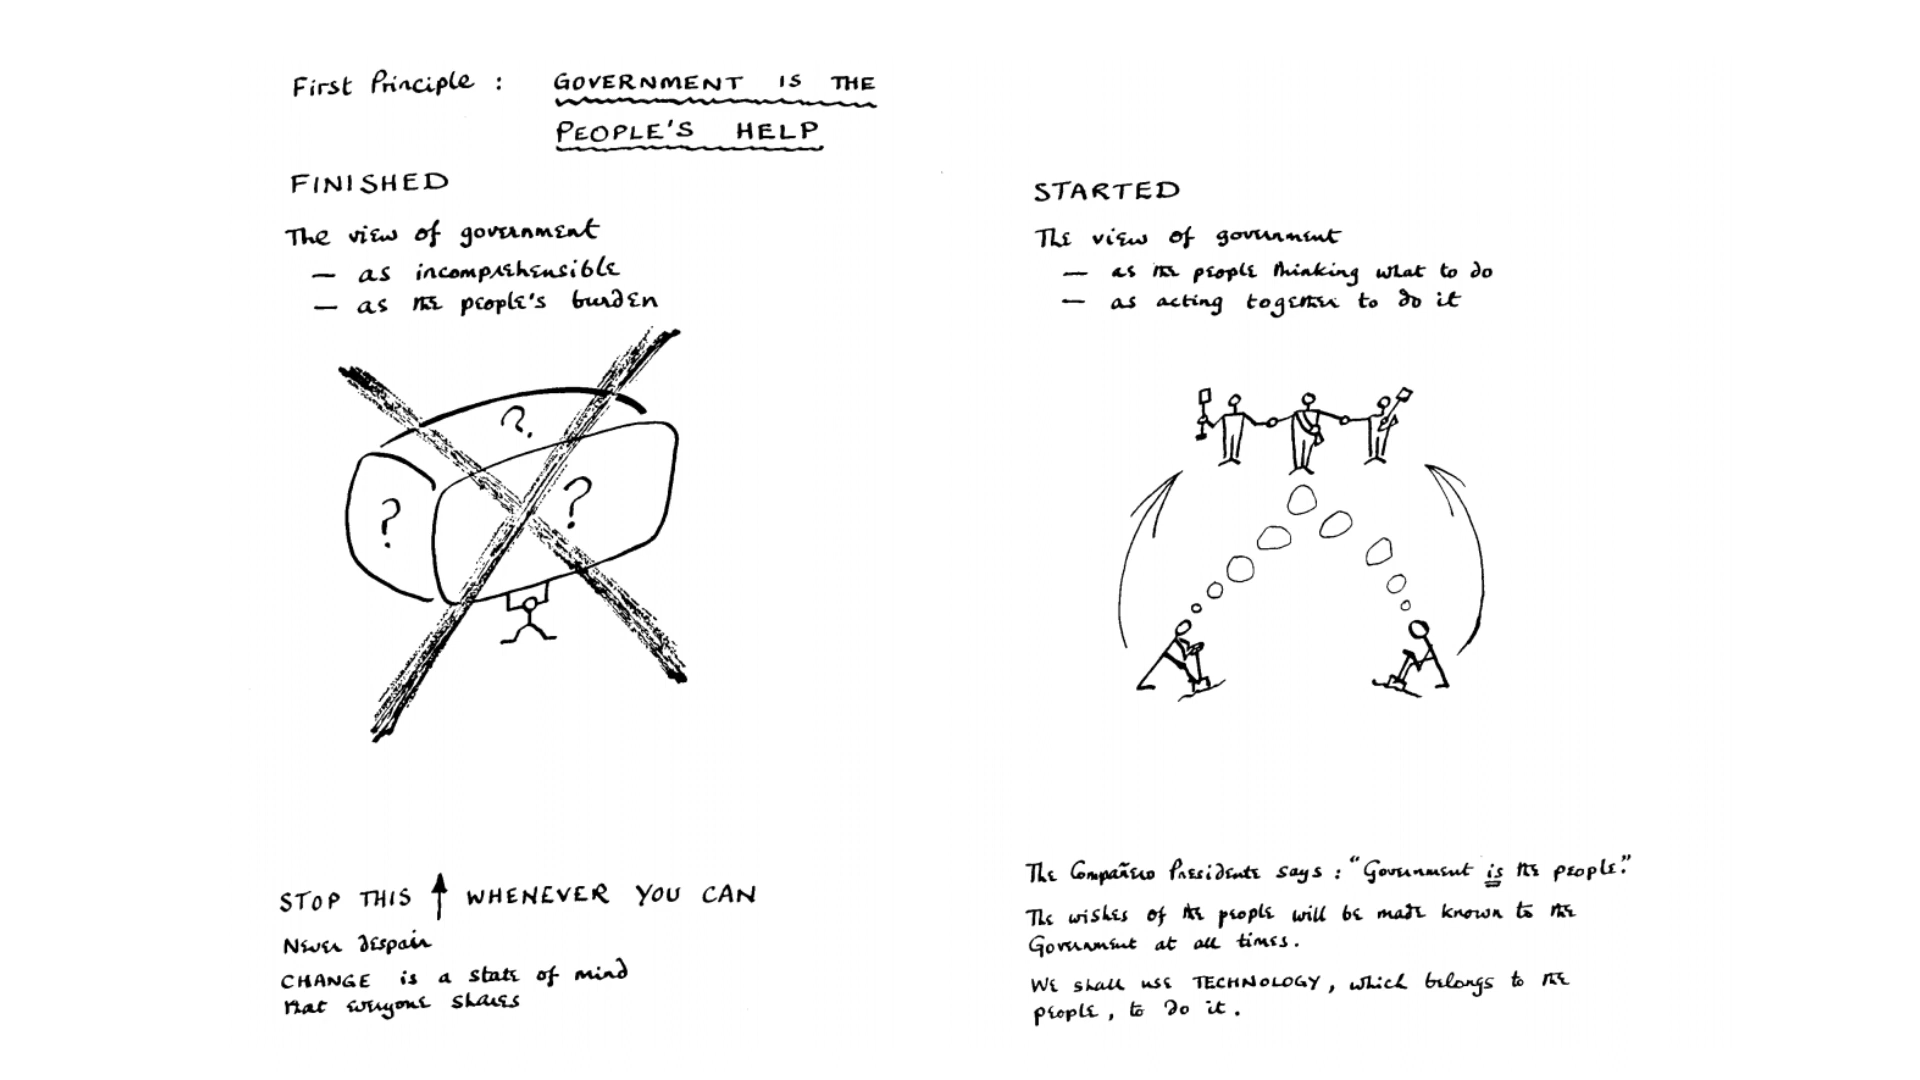 First Principle : GOVERNMENT IS THE
PEOPLE'S HELP
FINISHED
The view of government
— as incomprehensible
— as the people's burden
?
?
?
STOP THIS ↑ WHENEVER YOU CAN
Never despair
CHANGE is a state of mind
that everyone shares
STARTED
The view of government
— as the people thinking what to do
— as acting together to do it
The Compañero Presidente says : "Government is the people."
The wishes of the people will be made known to the
Government at all times.
We shall use TECHNOLOGY, which belongs to the
people, to do it.